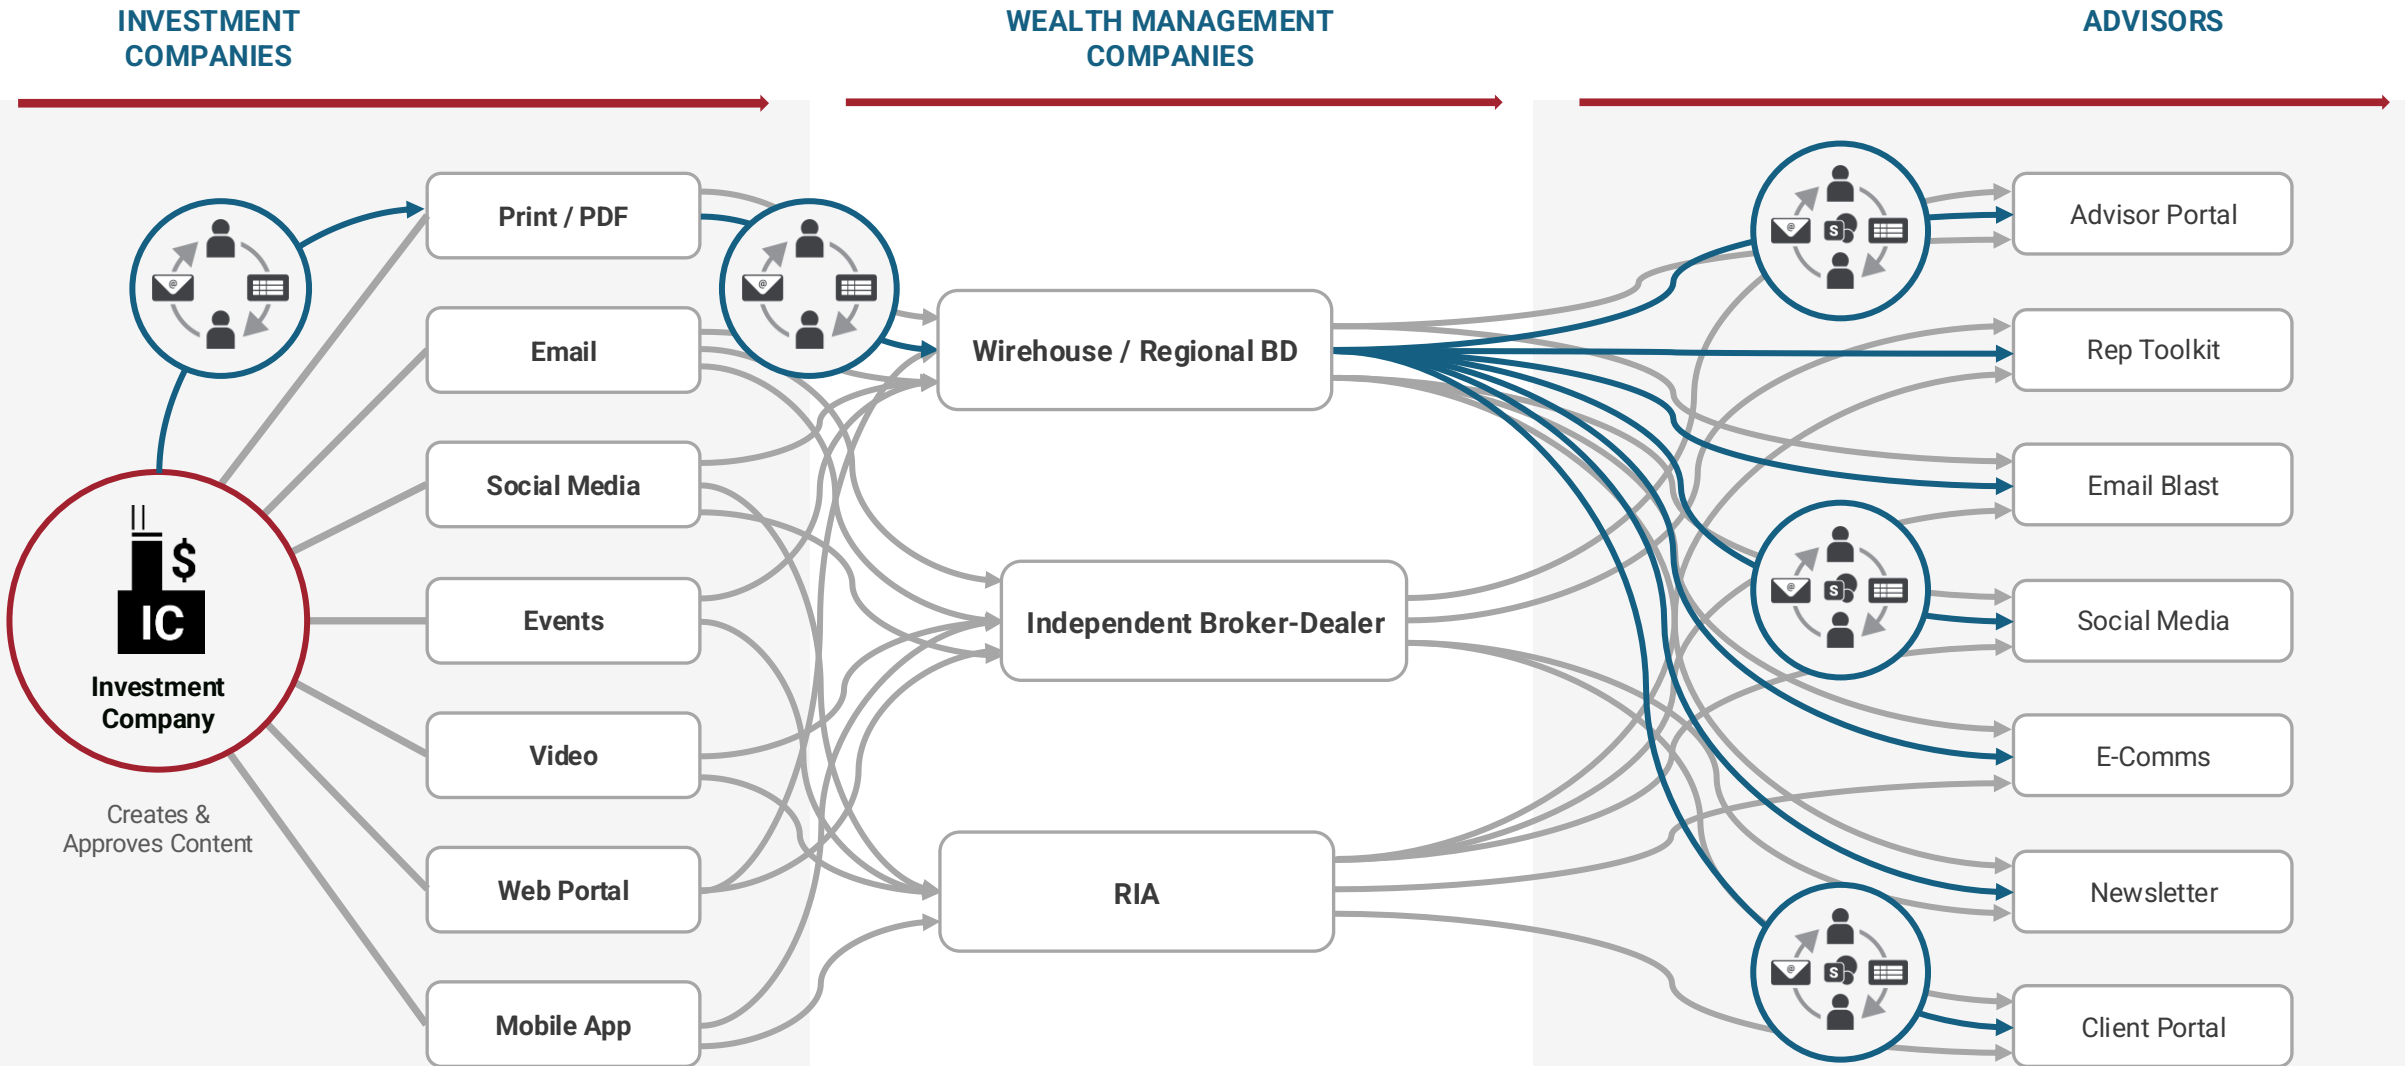 INVESTMENT
COMPANIES
WEALTH MANAGEMENT
COMPANIES
ADVISORS
$
IC
Investment
Company
Creates &
Approves Content
Print / PDF
Email
Social Media
Events
Video
Web Portal
Mobile App
@
@
Wirehouse / Regional BD
Independent Broker-Dealer
RIA
@
S
@
S
@
S
Advisor Portal
Rep Toolkit
Email Blast
Social Media
E-Comms
Newsletter
Client Portal